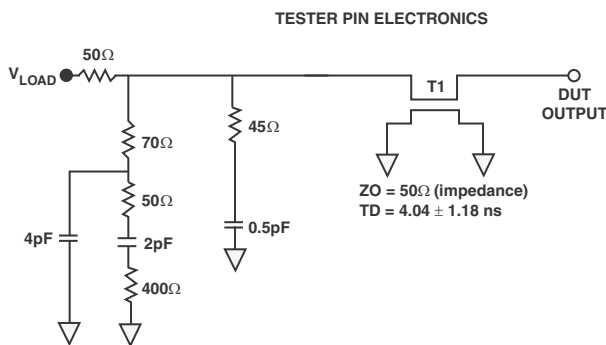 TESTER PIN ELECTRONICS
50Ω
VLOAD
T1
DUT
OUTPUT
70Ω
45Ω
50Ω
4pF
2pF
0.5pF
400Ω
ZO = 50Ω (impedance)
TD = 4.04 ± 1.18 ns